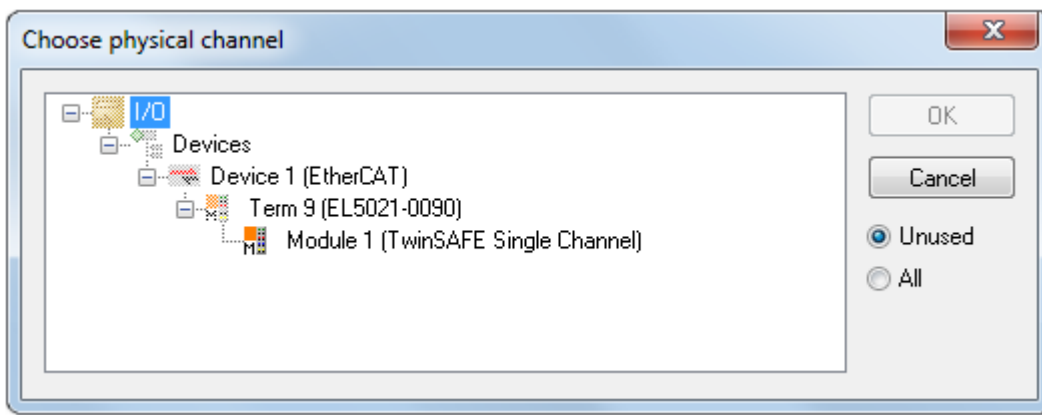 Choose physical channel
I/O
Devices
Device 1 (EtherCAT)
Term 9 (EL5021-0090)
Module 1 (TwinSAFE Single Channel)
OK
Cancel
Unused
All